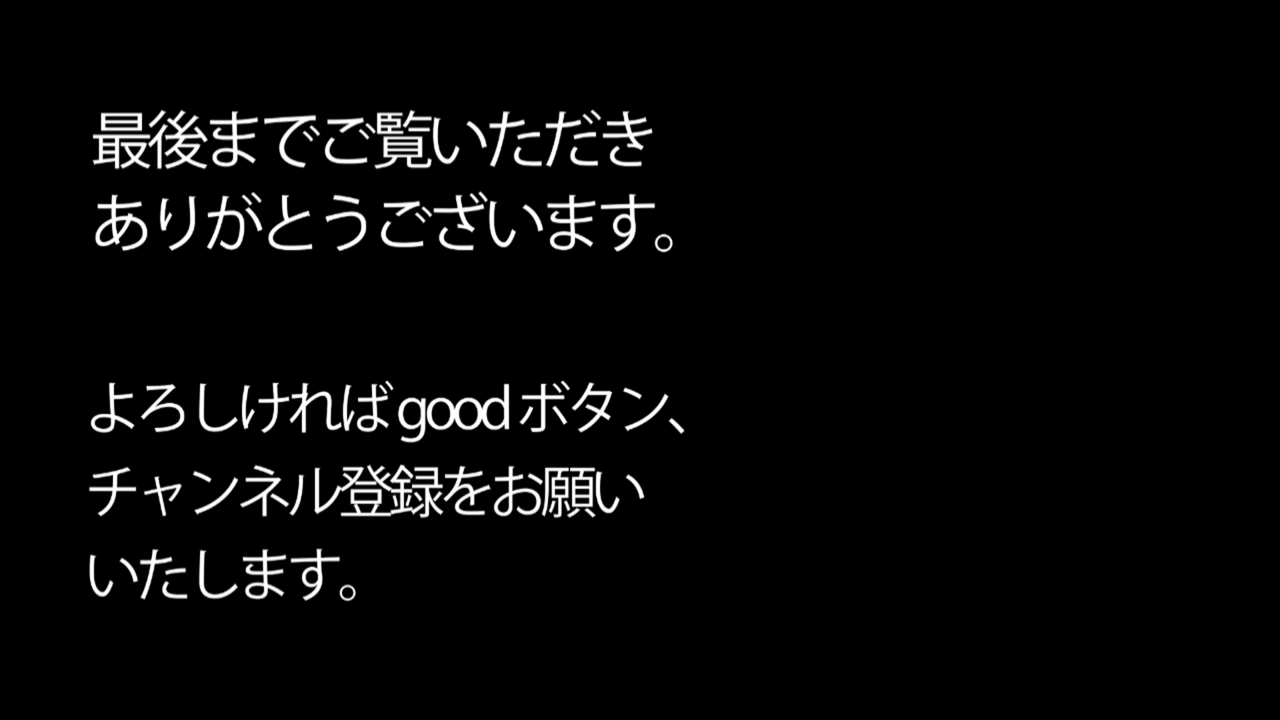 最後までご覧いただき
ありがとうございます。
よろしければgoodボタン、
チャンネル登録をお願い
いたします。